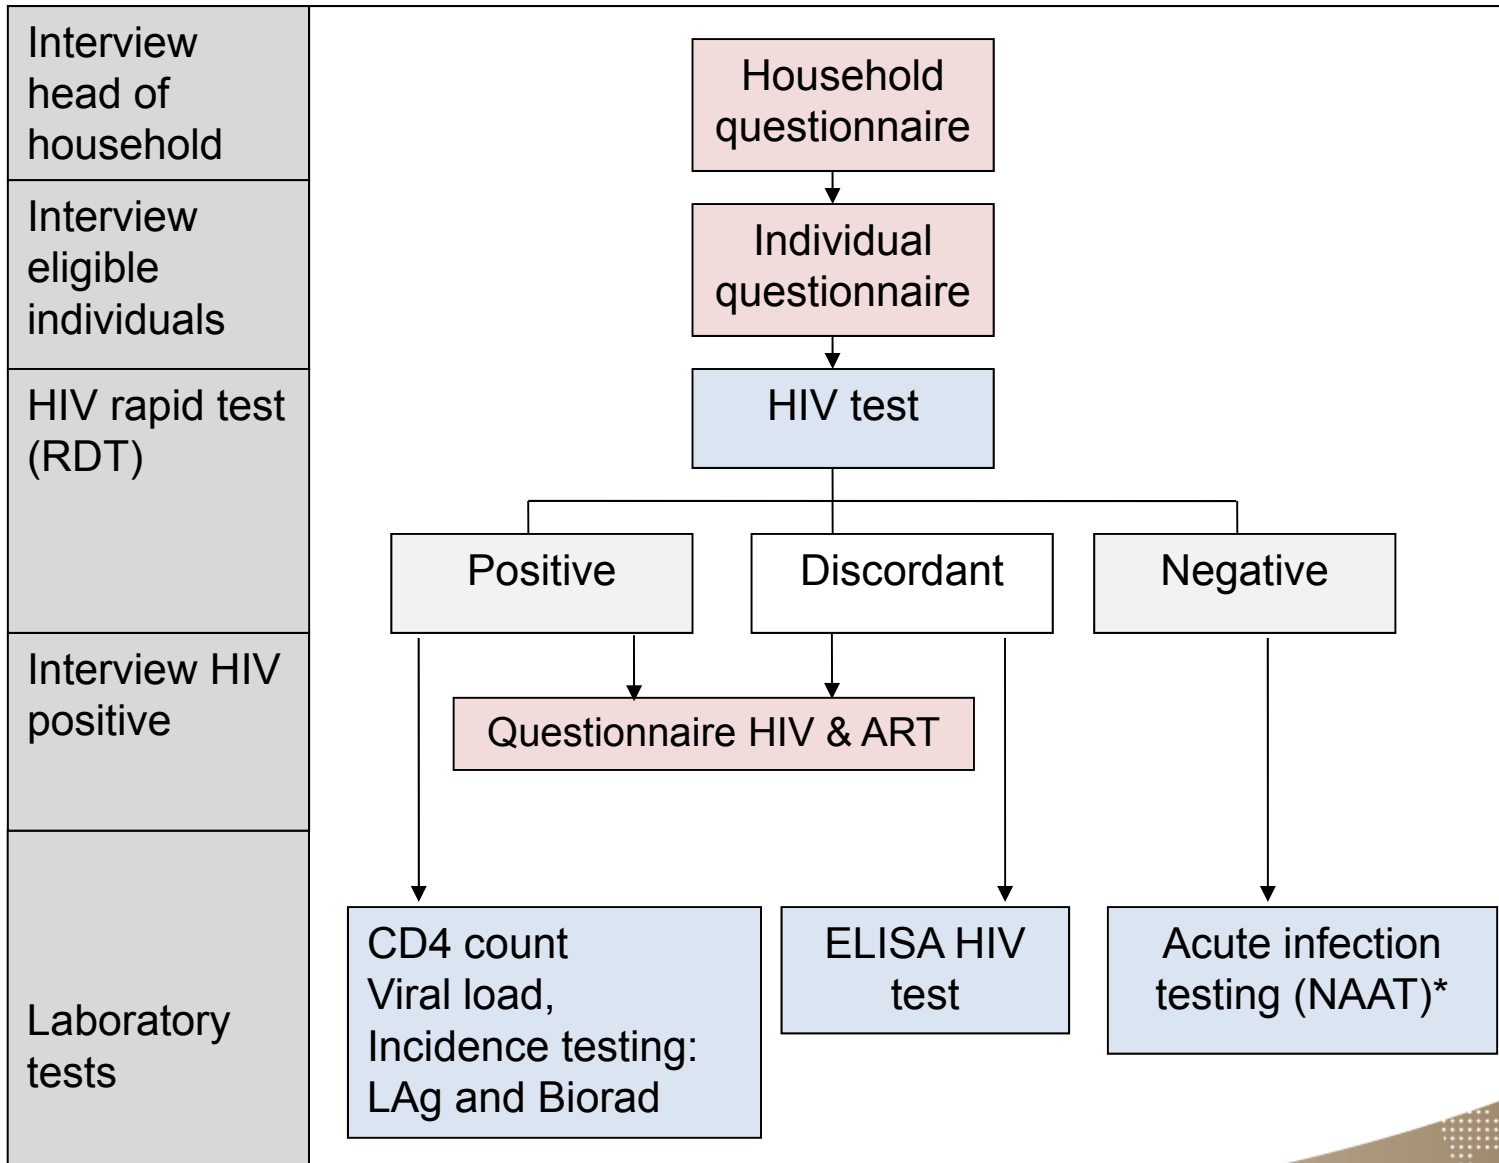 Interview
head of
household
Household
questionnaire
Interview
eligible
individuals
Individual
questionnaire
HIV rapid test
(RDT)
HIV test
Positive
Discordant
Negative
Interview HIV
positive
Questionnaire HIV & ART
Laboratory
tests
CD4 count
Viral load,
Incidence testing:
LAg and Biorad
ELISA HIV
test
Acute infection
testing (NAAT)*